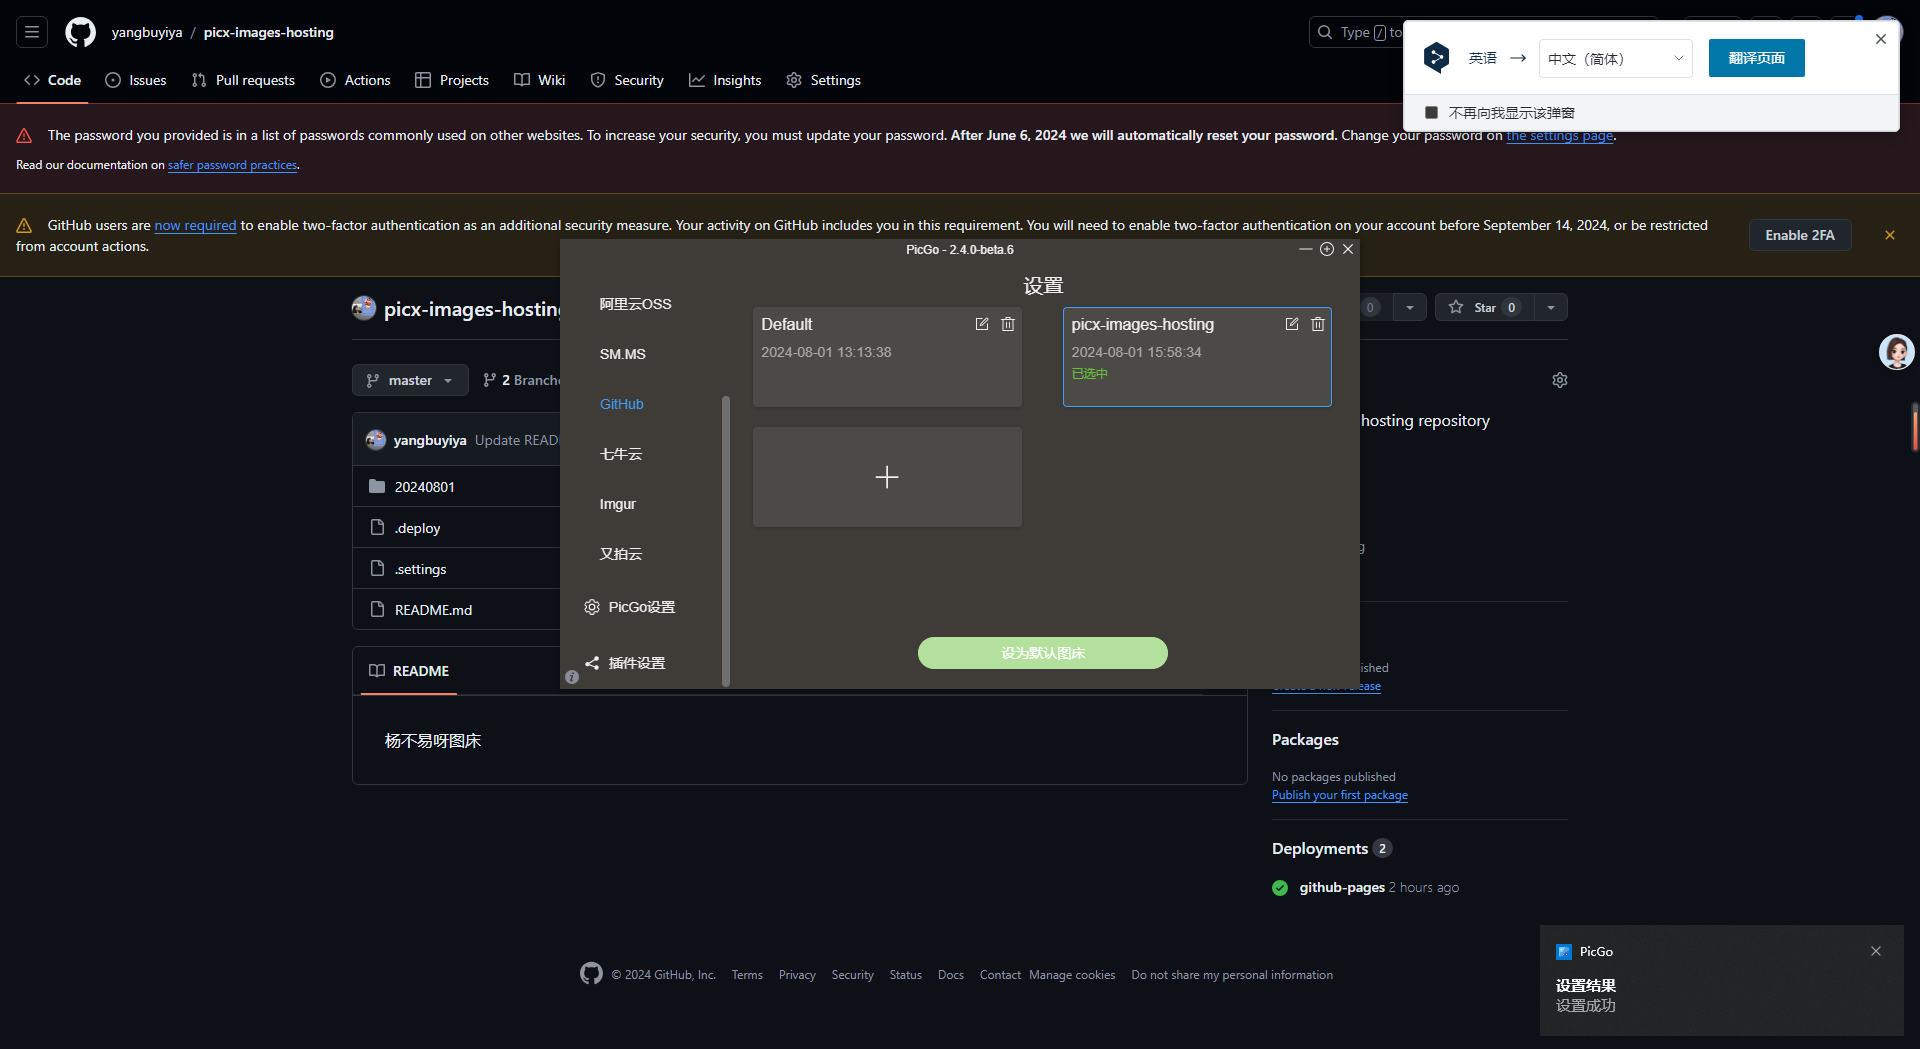 yangbuyiya / picx-images-hosting
Type / to
Code Issues Pull requests Actions Projects Wiki Security Insights Settings
英语 → 中文（简体） 翻译页面
不再向我显示该弹窗
The password you provided is in a list of passwords commonly used on other websites. To increase your security, you must update your password. After June 6, 2024 we will automatically reset your password. Change your password on the settings page.
Read our documentation on safer password practices.
GitHub users are now required to enable two-factor authentication as an additional security measure. Your activity on GitHub includes you in this requirement. You will need to enable two-factor authentication on your account before September 14, 2024, or be restricted
from account actions.
Enable 2FA
picx-images-hosting
0
Star 0
master
2 Branche
yangbuyiya Update READ
20240801
.deploy
.settings
README.md
README
杨不易呀图床
PicGo - 2.4.0-beta.6
设置
阿里云OSS
SM.MS
GitHub
七牛云
Imgur
又拍云
PicGo设置
插件设置
Default
2024-08-01 13:13:38
picx-images-hosting
2024-08-01 15:58:34
已选中
设为默认图床
hosting repository
g
ished
ease
Packages
No packages published
Publish your first package
Deployments 2
github-pages 2 hours ago
© 2024 GitHub, Inc. Terms Privacy Security Status Docs Contact Manage cookies Do not share my personal information
PicGo
设置结果
设置成功